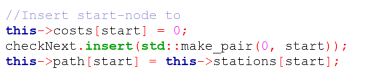 //Insert start-node to
this->costs[start] = 0;
checkNext.insert(std::make_pair(0, start));
this->path[start] = this->stations[start];